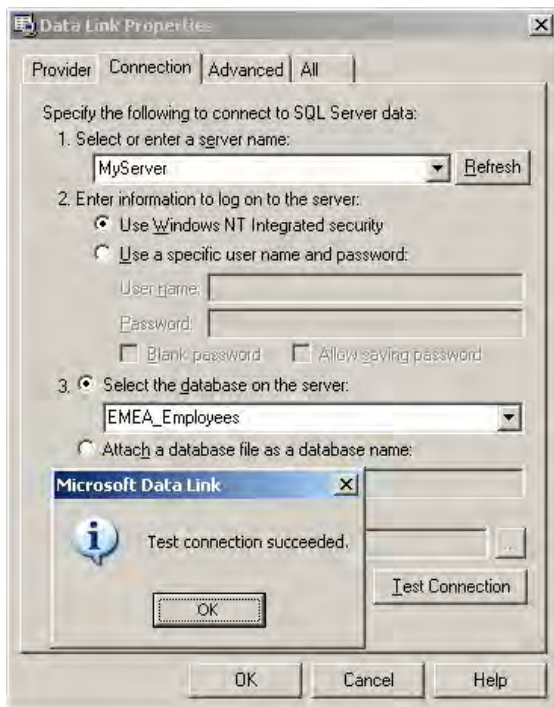 Data Link Properties
Provider Connection Advanced All
Specify the following to connect to SQL Server data:
1. Select or enter a server name:
MyServer Refresh
2. Enter information to log on to the server:
Use Windows NT Integrated security
Use a specific user name and password:
User name:
Password:
Blank password Allow saving password
3. Select the database on the server:
EMEA_Employees
Attach a database file as a database name:
Microsoft Data Link
Test connection succeeded.
...
OK
Test Connection
OK Cancel Help